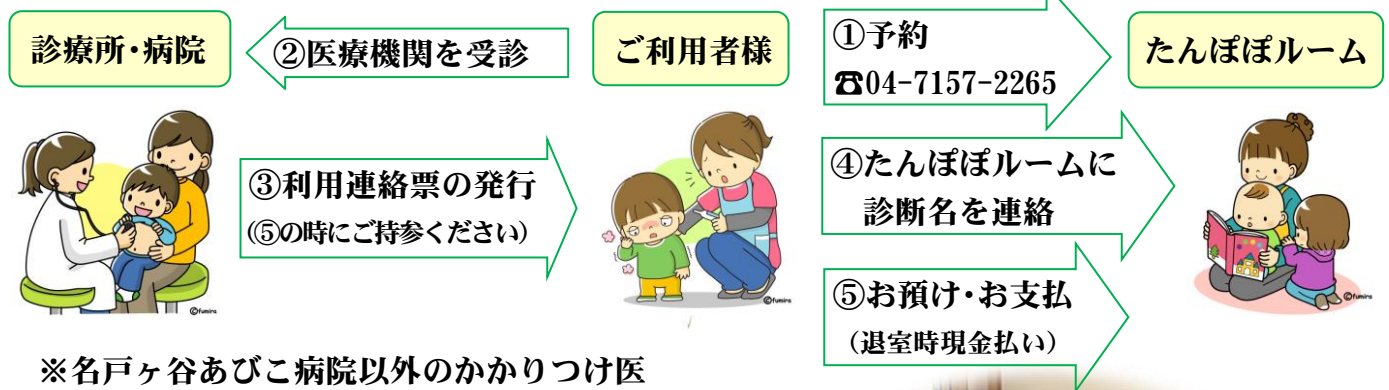 診療所・病院
②医療機関を受診
ご利用者様
①予約
☎04-7157-2265
たんぽぽルーム
③利用連絡票の発行
(⑤の時にご持参ください)
④たんぽぽルームに
診断名を連絡
⑤お預け・お支払
(退室時現金払い)
©fumira
©fumira
©fumira
※名戸ヶ谷あびこ病院以外のかかりつけ医